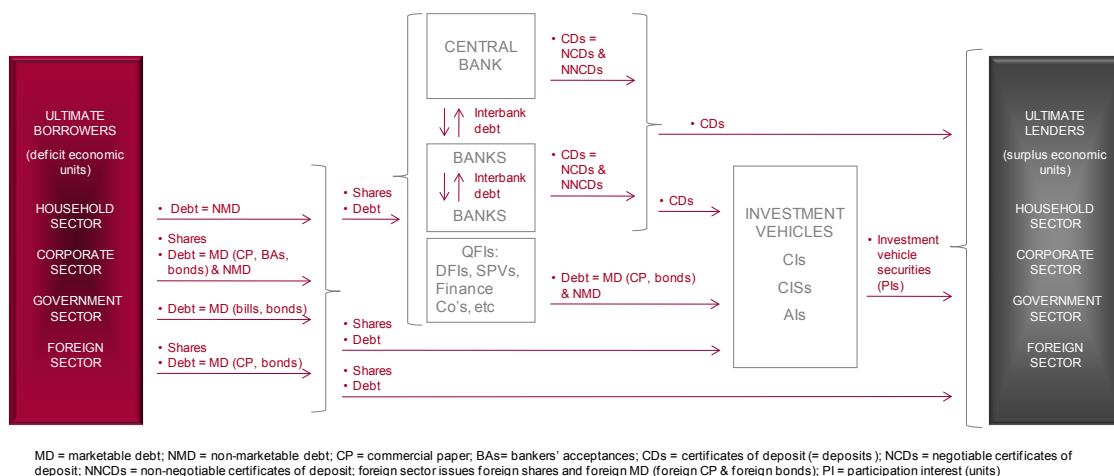 ULTIMATE
BORROWERS
(deficit economic
units)
HOUSEHOLD
SECTOR
CORPORATE
SECTOR
GOVERNMENT
SECTOR
FOREIGN
SECTOR
• Debt = NMD
• Shares
• Debt = MD (CP, BAs,
bonds) & NMD
• Debt = MD (bills, bonds)
• Shares
• Debt = MD (CP, bonds)
• Shares
• Debt
CENTRAL
BANK
Interbank
debt
BANKS
Interbank
debt
BANKS
QFIs:
DFIs, SPVs,
Finance
Co's, etc
• CDs =
NCDs &
NNCDs
• CDs =
NCDs &
NNCDs
• Debt = MD (CP, bonds)
& NMD
• Shares
• Debt
• Shares
• Debt
• CDs
• CDs
INVESTMENT
VEHICLES
CIs
CISs
AIs
• Investment
vehicle
securities
(PIs)
ULTIMATE
LENDERS
(surplus economic
units)
HOUSEHOLD
SECTOR
CORPORATE
SECTOR
GOVERNMENT
SECTOR
FOREIGN
SECTOR
MD = marketable debt; NMD = non-marketable debt; CP = commercial paper; BAs= bankers' acceptances; CDs = certificates of deposit (= deposits); NCDs = negotiable certificates of
deposit; NNCDs = non-negotiable certificates of deposit; foreign sector issues foreign shares and foreign MD (foreign CP & foreign bonds); PI = participation interest (units)